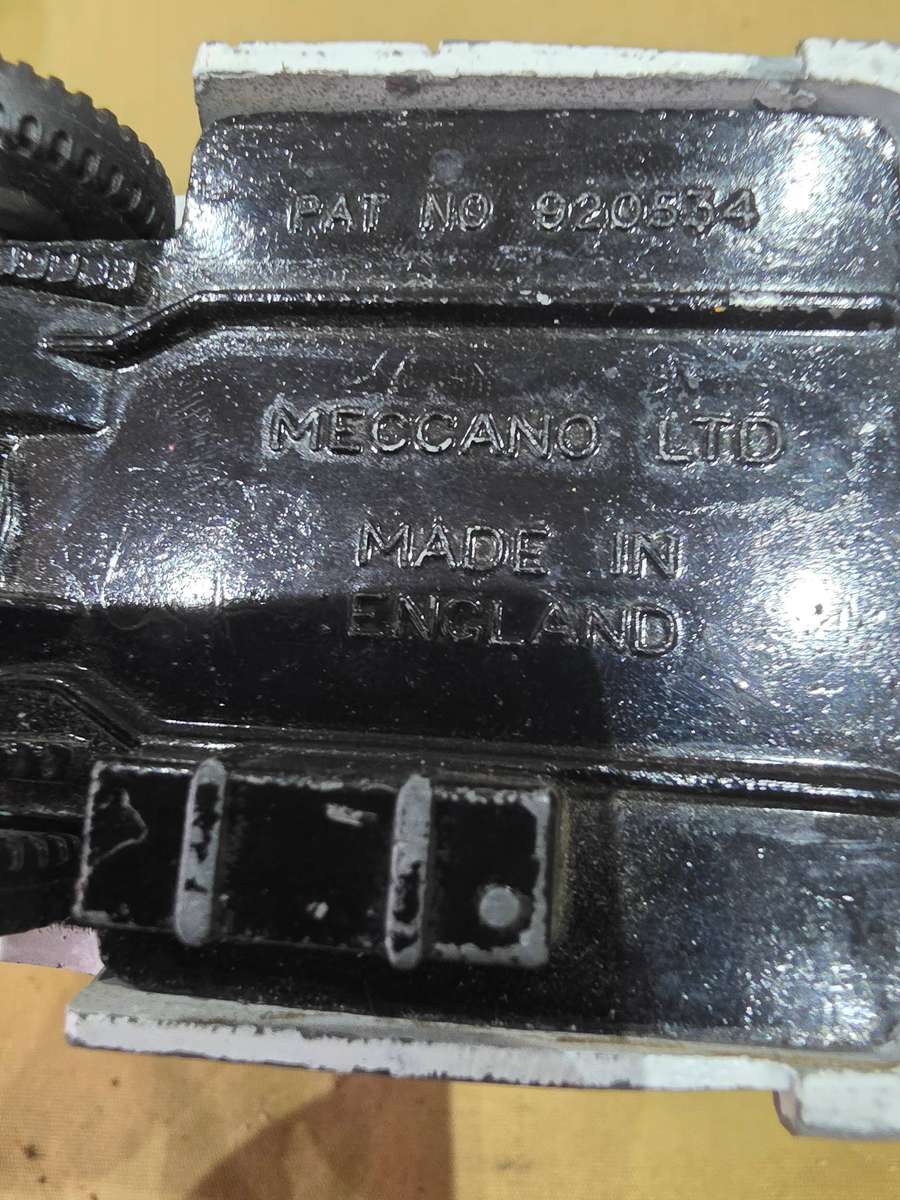 PAT NO 920534
MECCANO LTD
MADE IN
ENGLAND